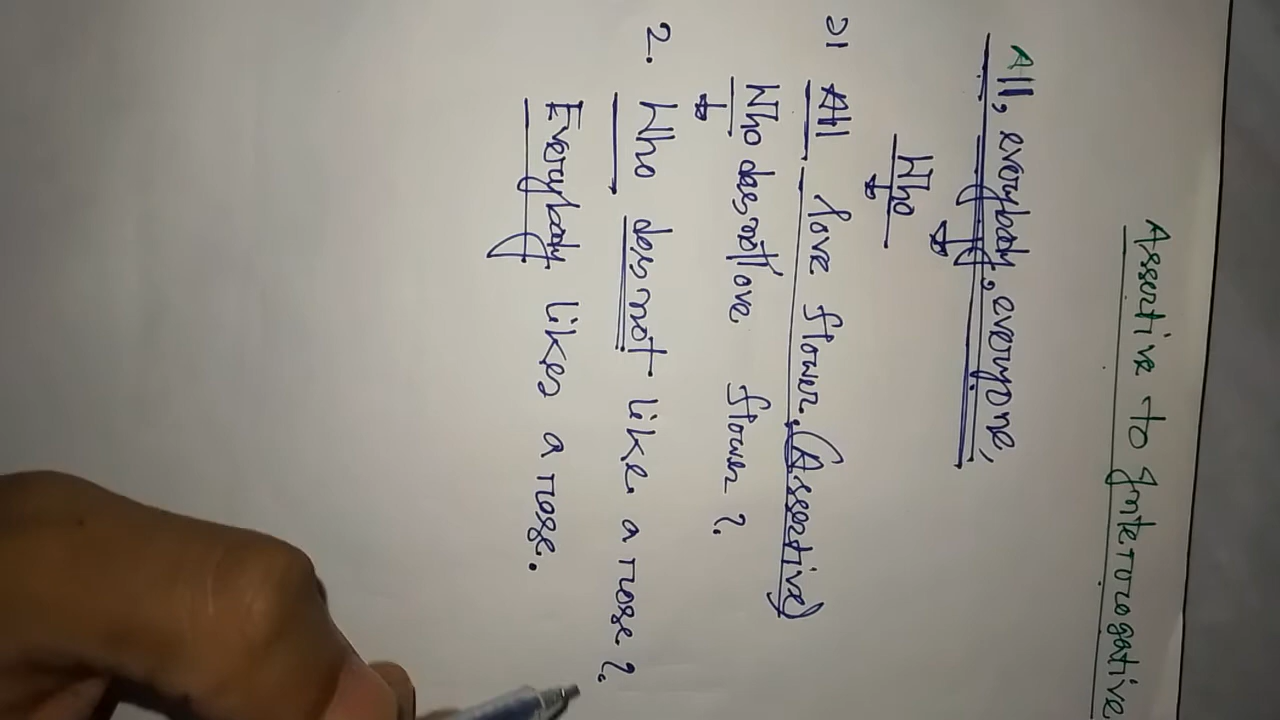 Assertive to Interrogative
All, everybody, everyone,
Who
১। All love flower. (Assertive)
Who does not love flower ?
2. Who does not like a rose ?
Everybody likes a rose.